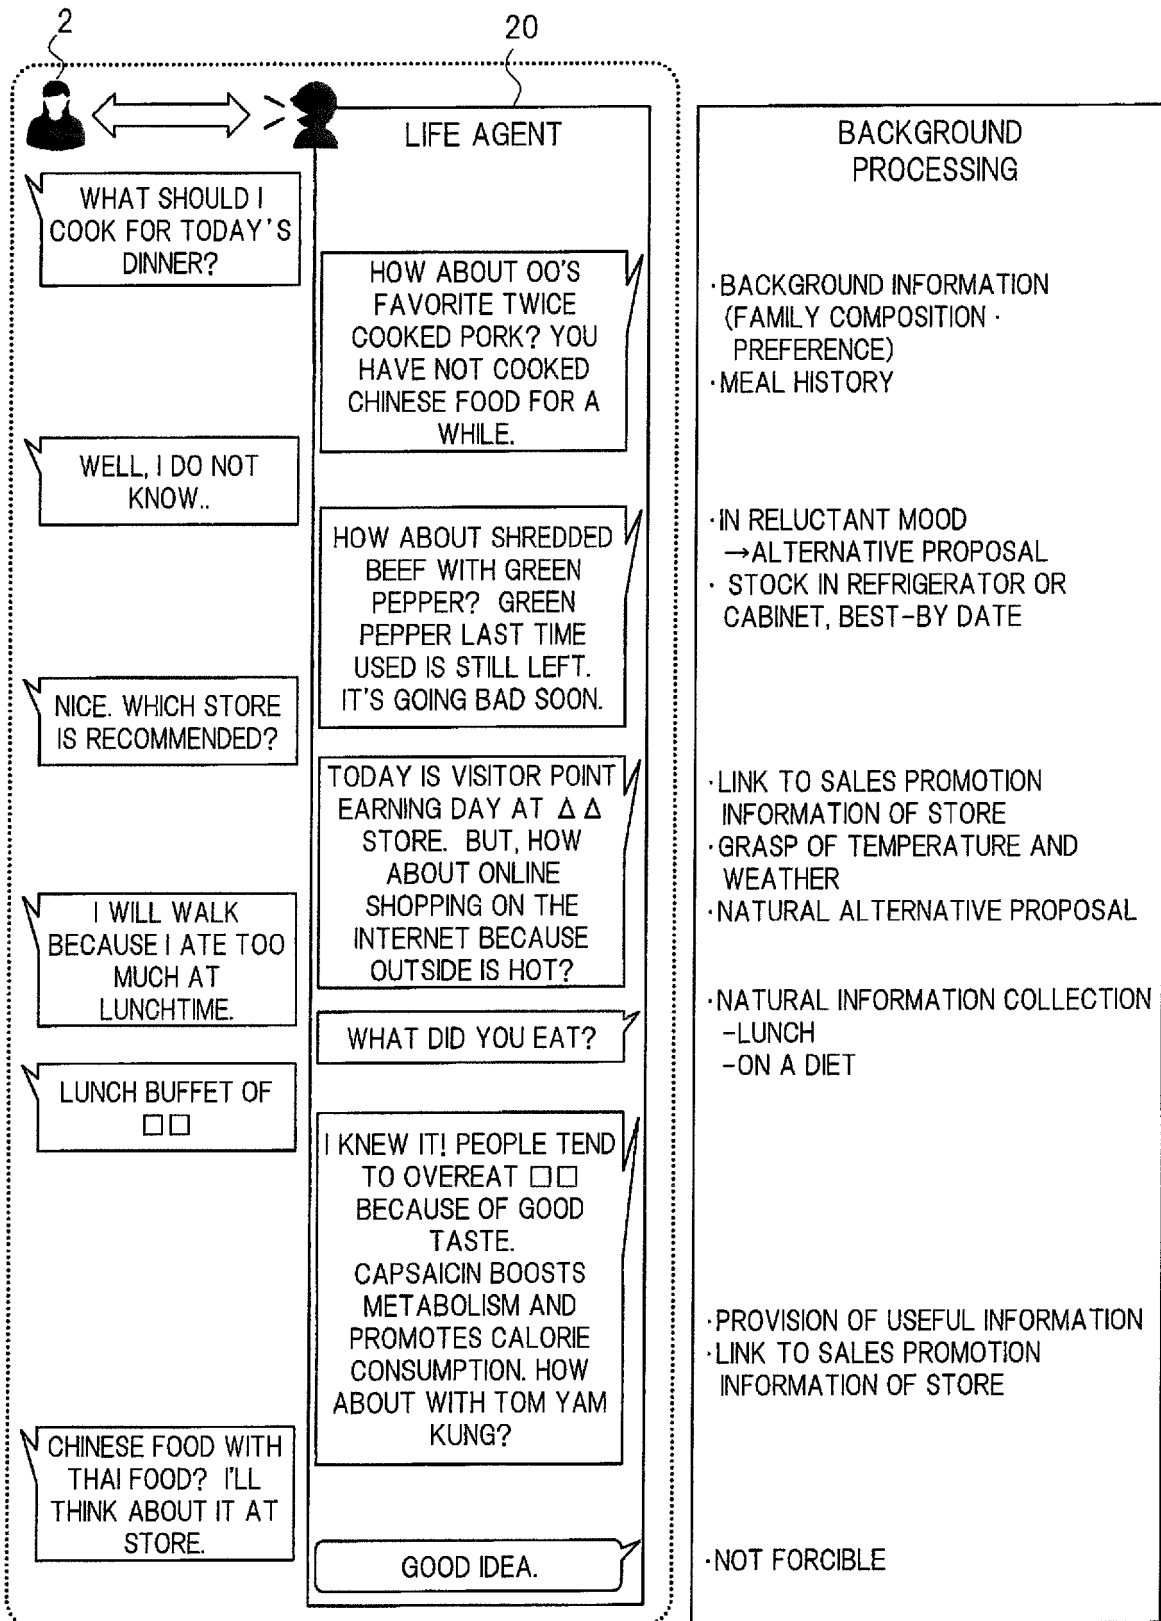 2
20
LIFE AGENT
BACKGROUND
PROCESSING
WHAT SHOULD I
COOK FOR TODAY'S
DINNER?
HOW ABOUT OO'S
FAVORITE TWICE
COOKED PORK? YOU
HAVE NOT COOKED
CHINESE FOOD FOR A
WHILE.
·BACKGROUND INFORMATION
(FAMILY COMPOSITION ·
PREFERENCE)
·MEAL HISTORY
WELL, I DO NOT
KNOW..
HOW ABOUT SHREDDED
BEEF WITH GREEN
PEPPER? GREEN
PEPPER LAST TIME
USED IS STILL LEFT.
IT'S GOING BAD SOON.
·IN RELUCTANT MOOD
→ALTERNATIVE PROPOSAL
· STOCK IN REFRIGERATOR OR
CABINET, BEST-BY DATE
NICE. WHICH STORE
IS RECOMMENDED?
TODAY IS VISITOR POINT
EARNING DAY AT △△
STORE. BUT, HOW
ABOUT ONLINE
SHOPPING ON THE
INTERNET BECAUSE
OUTSIDE IS HOT?
·LINK TO SALES PROMOTION
INFORMATION OF STORE
·GRASP OF TEMPERATURE AND
WEATHER
·NATURAL ALTERNATIVE PROPOSAL
I WILL WALK
BECAUSE I ATE TOO
MUCH AT
LUNCHTIME.
WHAT DID YOU EAT?
·NATURAL INFORMATION COLLECTION
-LUNCH
-ON A DIET
LUNCH BUFFET OF
□□
I KNEW IT! PEOPLE TEND
TO OVEREAT □□
BECAUSE OF GOOD
TASTE.
CAPSAICIN BOOSTS
METABOLISM AND
PROMOTES CALORIE
CONSUMPTION. HOW
ABOUT WITH TOM YAM
KUNG?
·PROVISION OF USEFUL INFORMATION
·LINK TO SALES PROMOTION
INFORMATION OF STORE
CHINESE FOOD WITH
THAI FOOD? I'LL
THINK ABOUT IT AT
STORE.
GOOD IDEA.
·NOT FORCIBLE